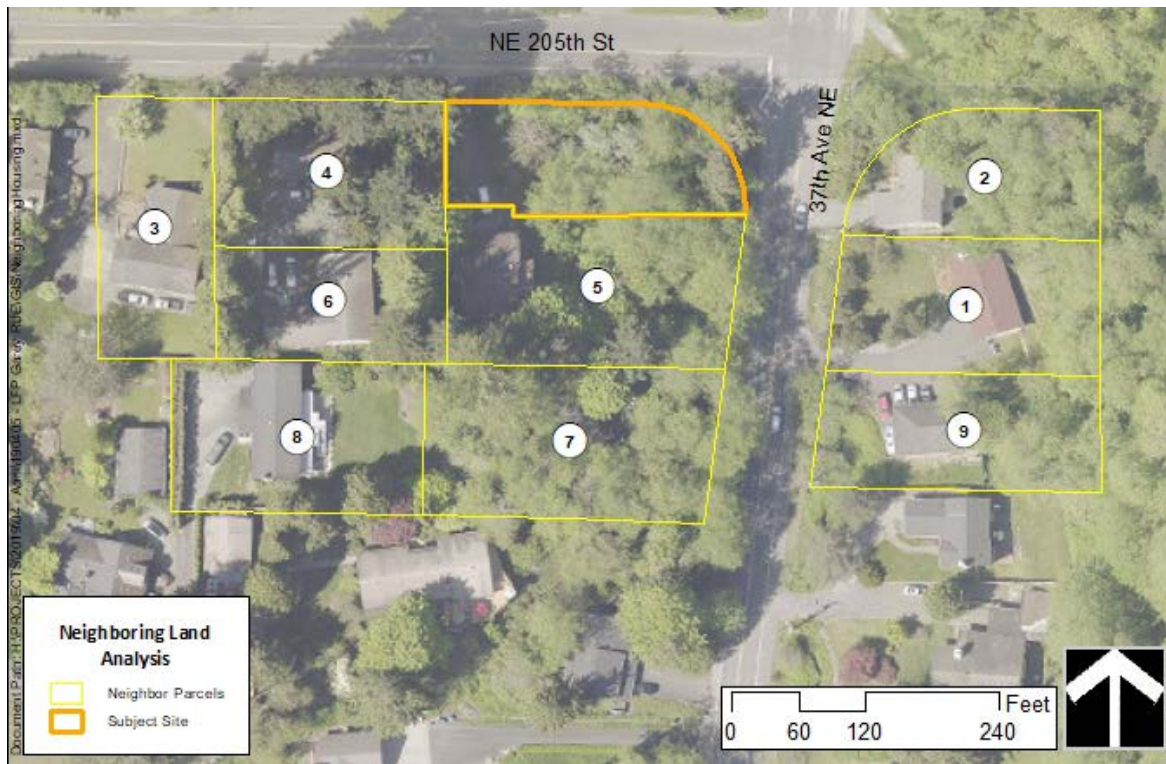 NE 205th St
37th Ave NE
4
2
3
5
6
1
8
7
9
Neighboring Land
Analysis
Neighbor Parcels
Subject Site
Feet
0 60 120 240